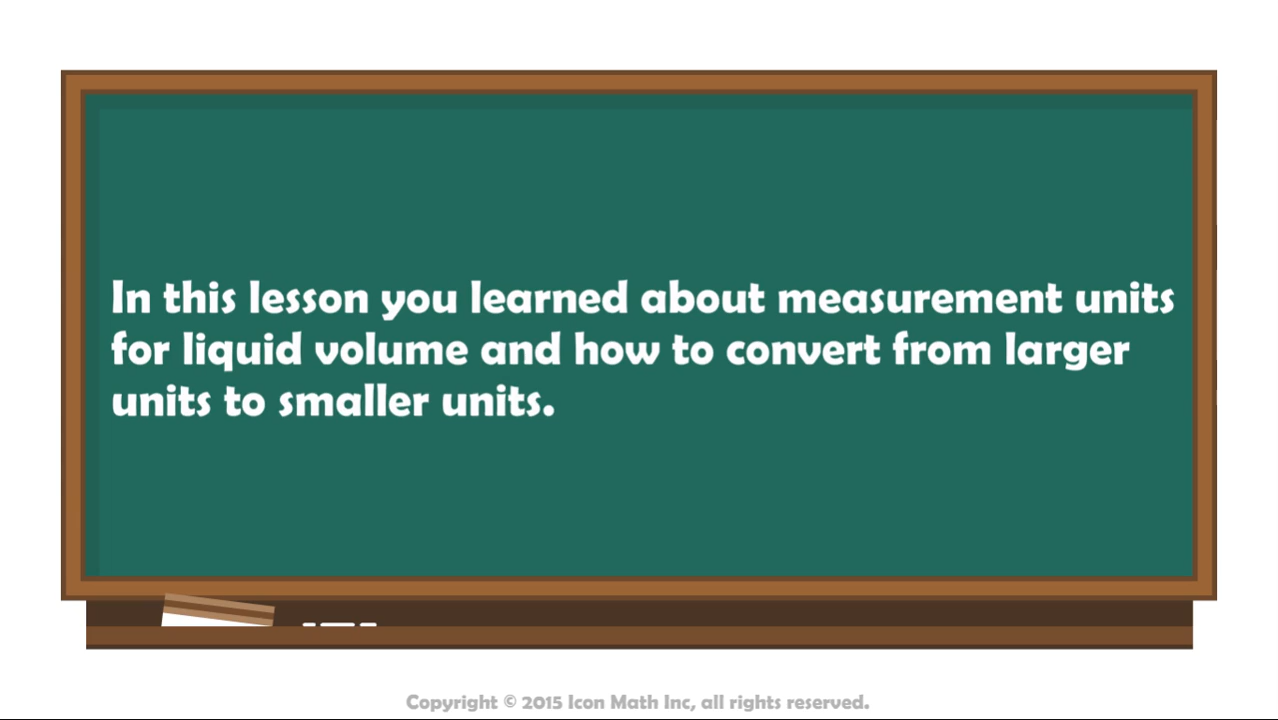 In this lesson you learned about measurement units
for liquid volume and how to convert from larger
units to smaller units.
Copyright © 2015 Icon Math Inc, all rights reserved.